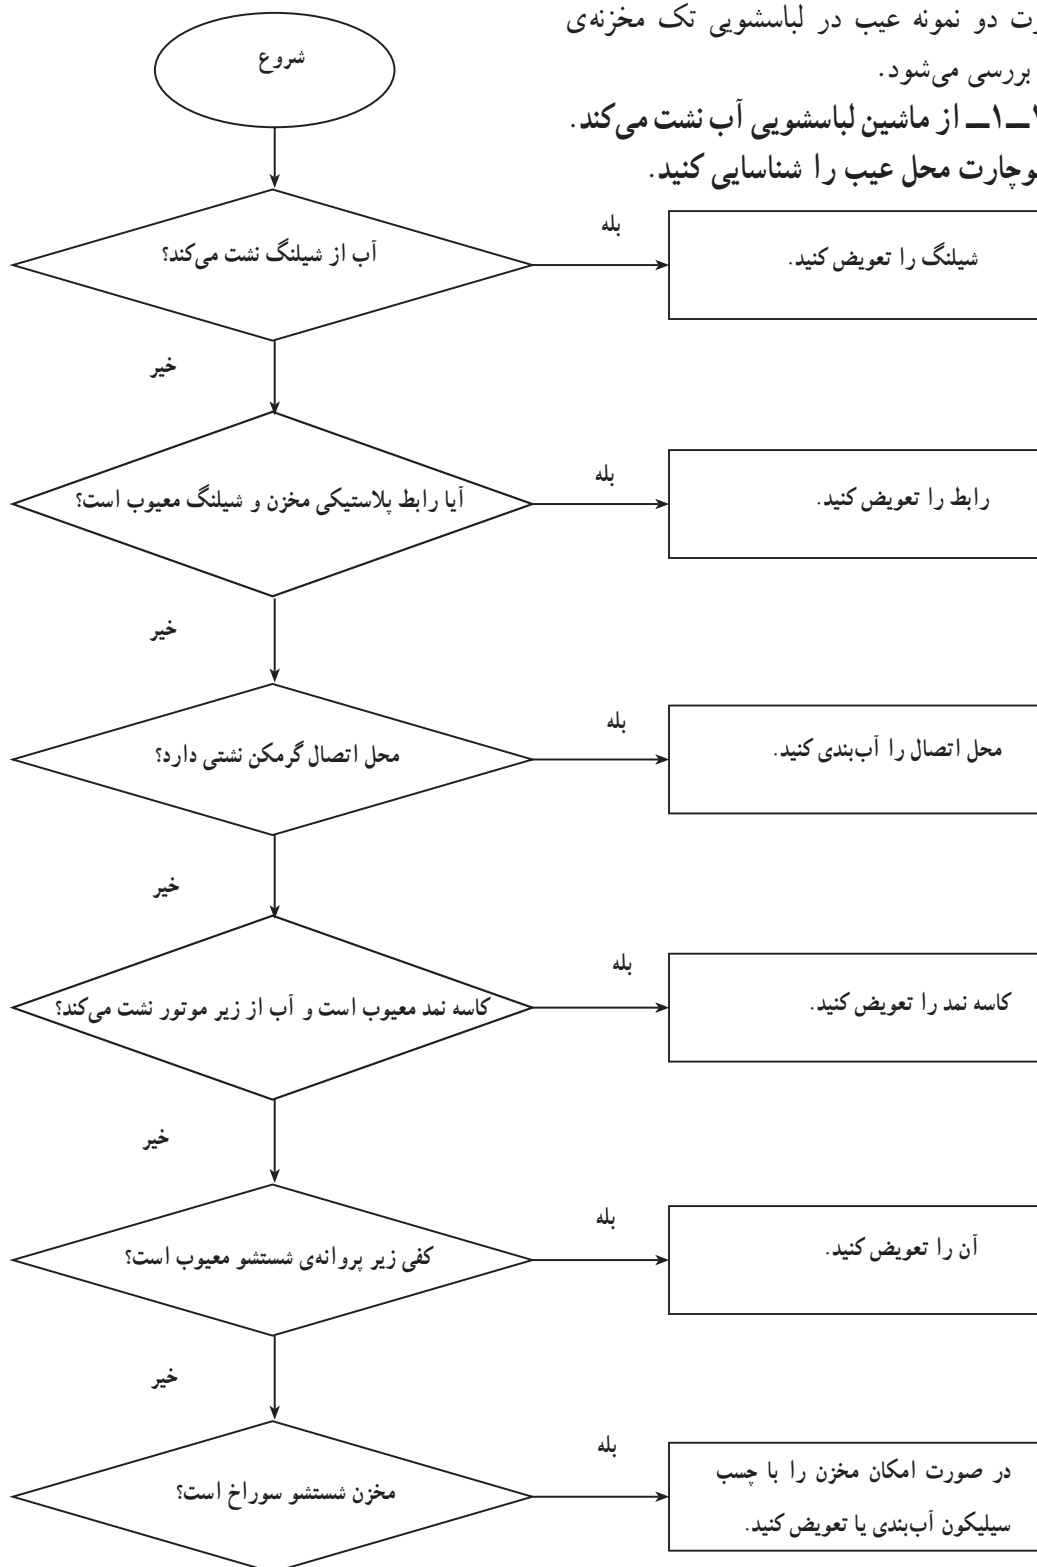 دو نمونه عیب در لباسشویی تک مخزنه‌ی
بررسی می‌شود.
ـ۱ـ از ماشین لباسشویی آب نشت می‌کند.
محل عیب را شناسایی کنید.
شروع
آب از شیلنگ نشت می‌کند؟
بله
شیلنگ را تعویض کنید.
خیر
آیا رابط پلاستیکی مخزن و شیلنگ معیوب است؟
بله
رابط را تعویض کنید.
خیر
محل اتصال گرمکن نشتی دارد؟
بله
محل اتصال را آب‌بندی کنید.
خیر
کاسه نمد معیوب است و آب از زیر موتور نشت می‌کند؟
بله
کاسه نمد را تعویض کنید.
خیر
کفی زیر پروانه‌ی شستشو معیوب است؟
بله
آن را تعویض کنید.
خیر
مخزن شستشو سوراخ است؟
بله
در صورت امکان مخزن را با چسب
سیلیکون آب‌بندی یا تعویض کنید.